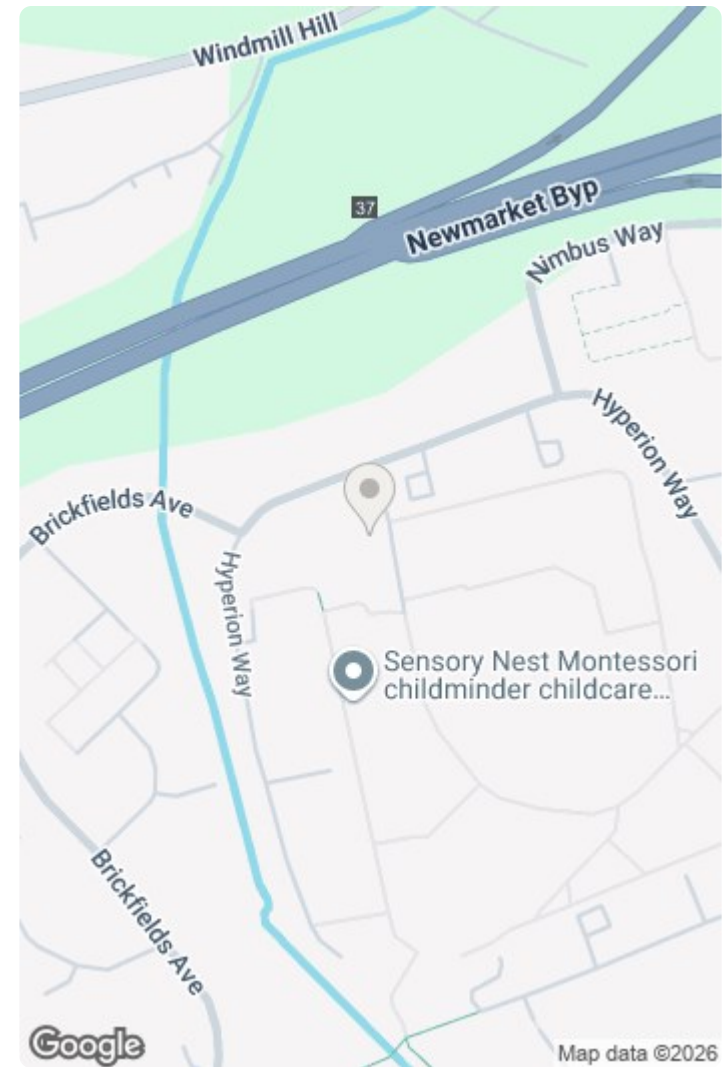 Windmill Hill
37
Newmarket Byp
Nimbus Way
Hyperion Way
Brickfields Ave
Hyperion Way
Sensory Nest Montessori
childminder childcare...
Brickfields Ave
Google
Map data ©2026